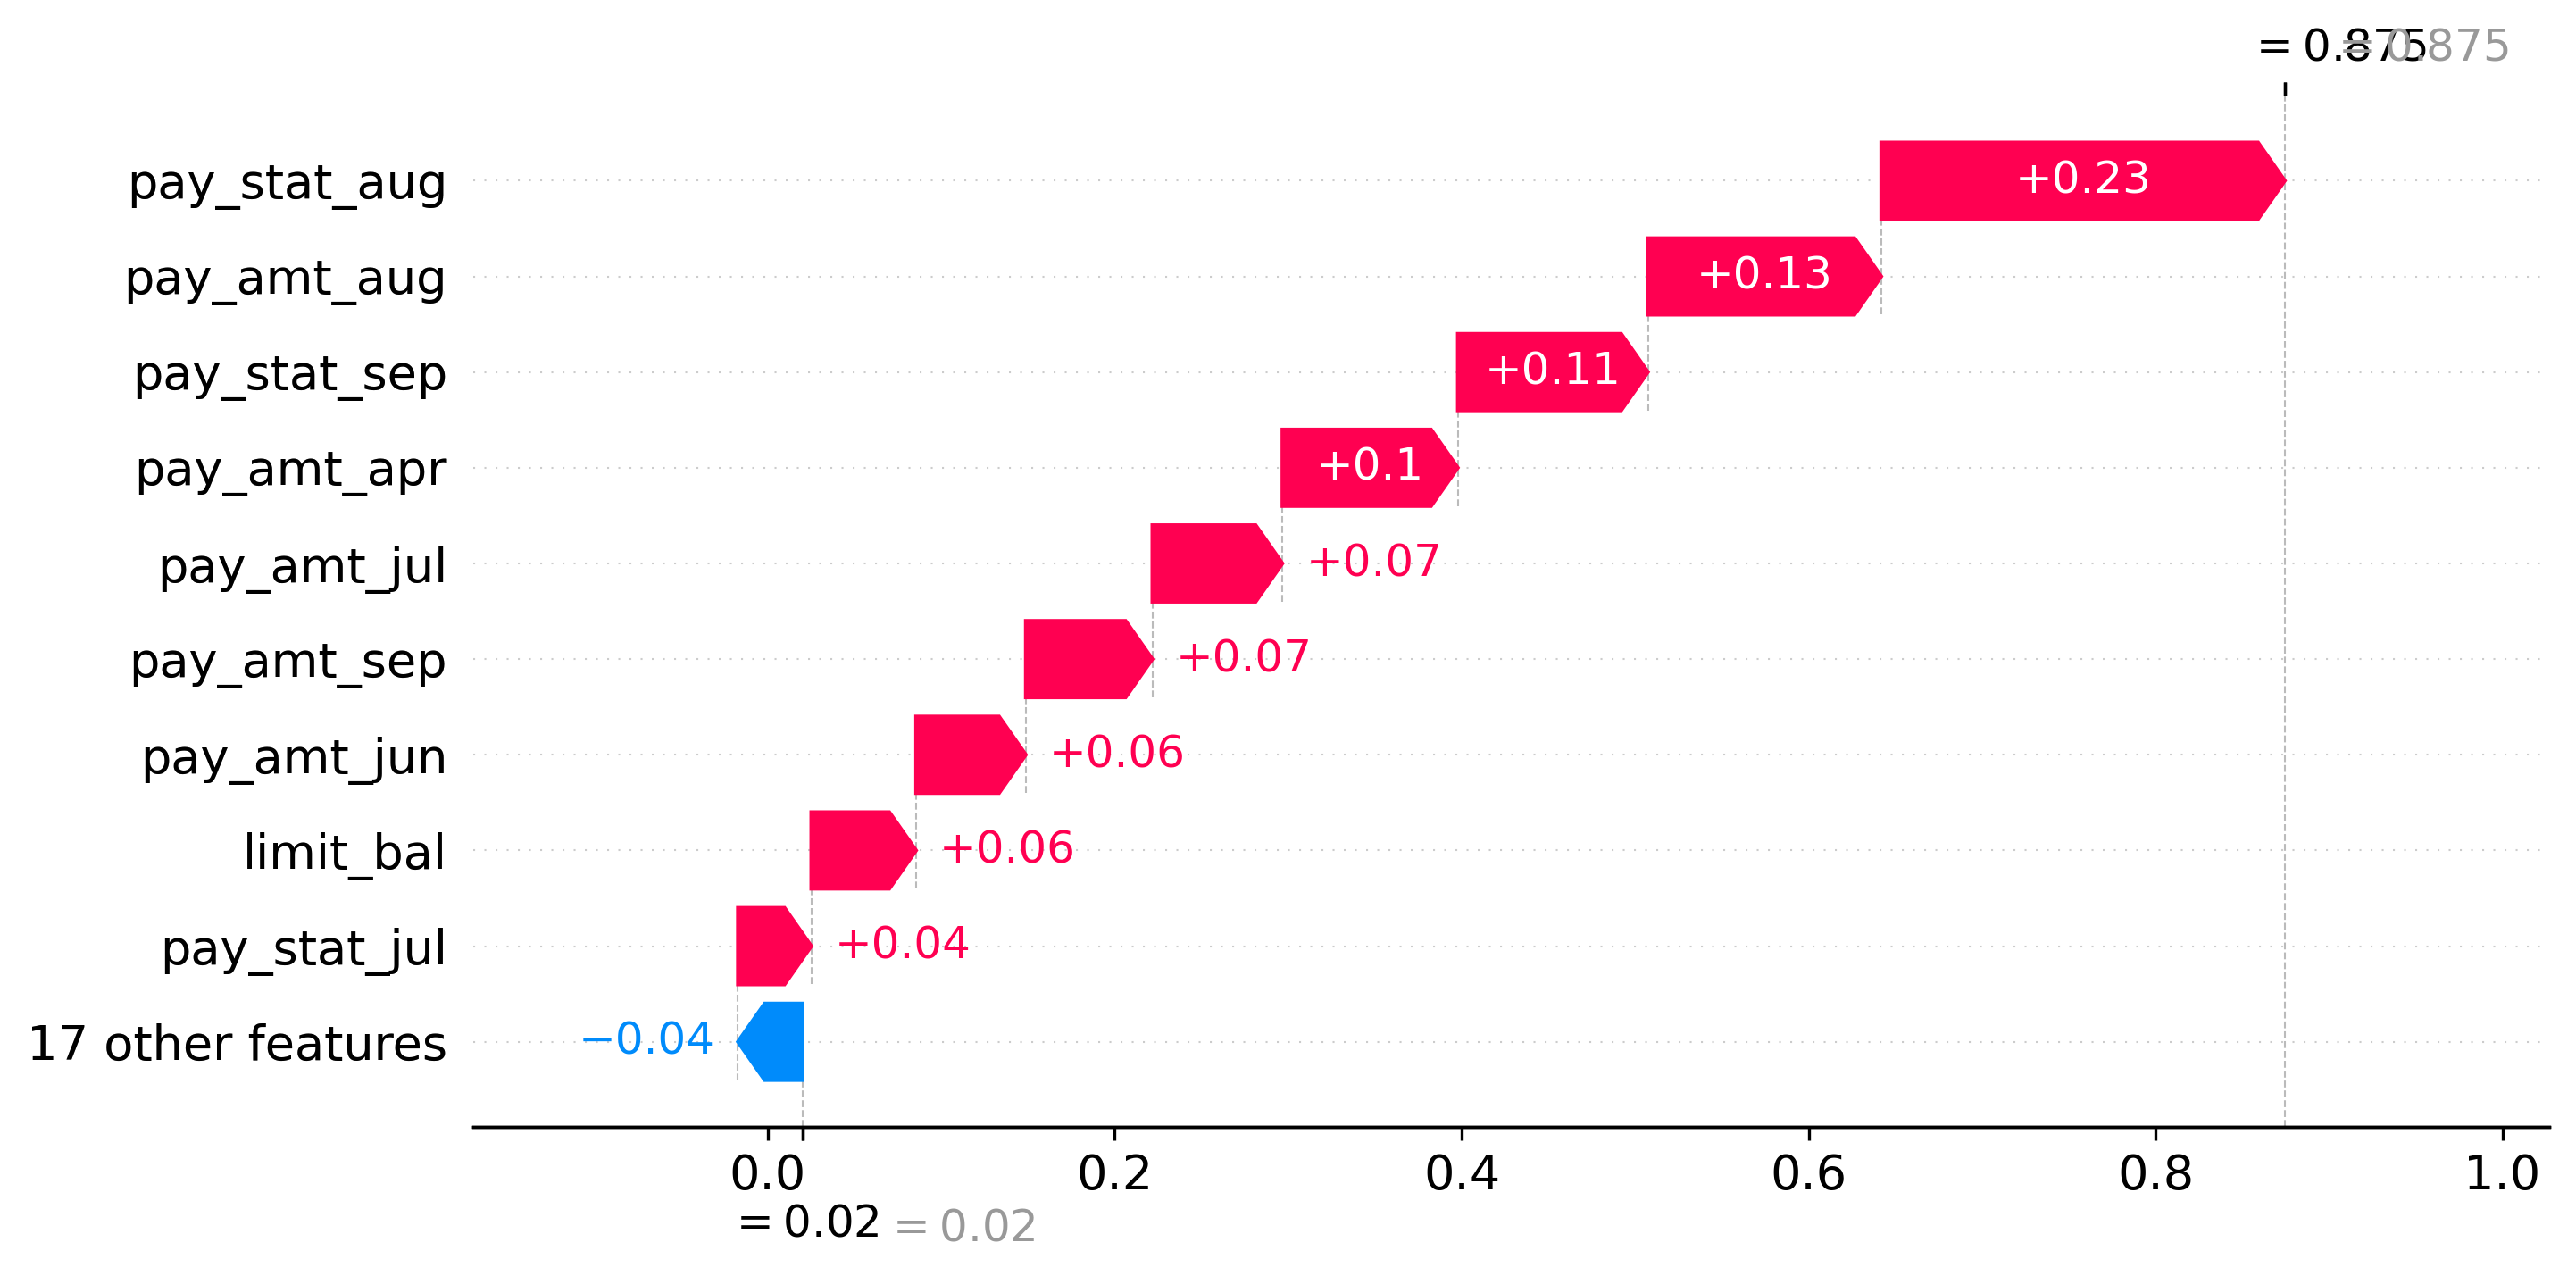 = 0.875 = 0.875
pay_stat_aug +0.23
pay_amt_aug +0.13
pay_stat_sep +0.11
pay_amt_apr +0.1
pay_amt_jul +0.07
pay_amt_sep +0.07
pay_amt_jun +0.06
limit_bal +0.06
pay_stat_jul +0.04
17 other features −0.04
0.0 0.2 0.4 0.6 0.8 1.0
= 0.02 = 0.02